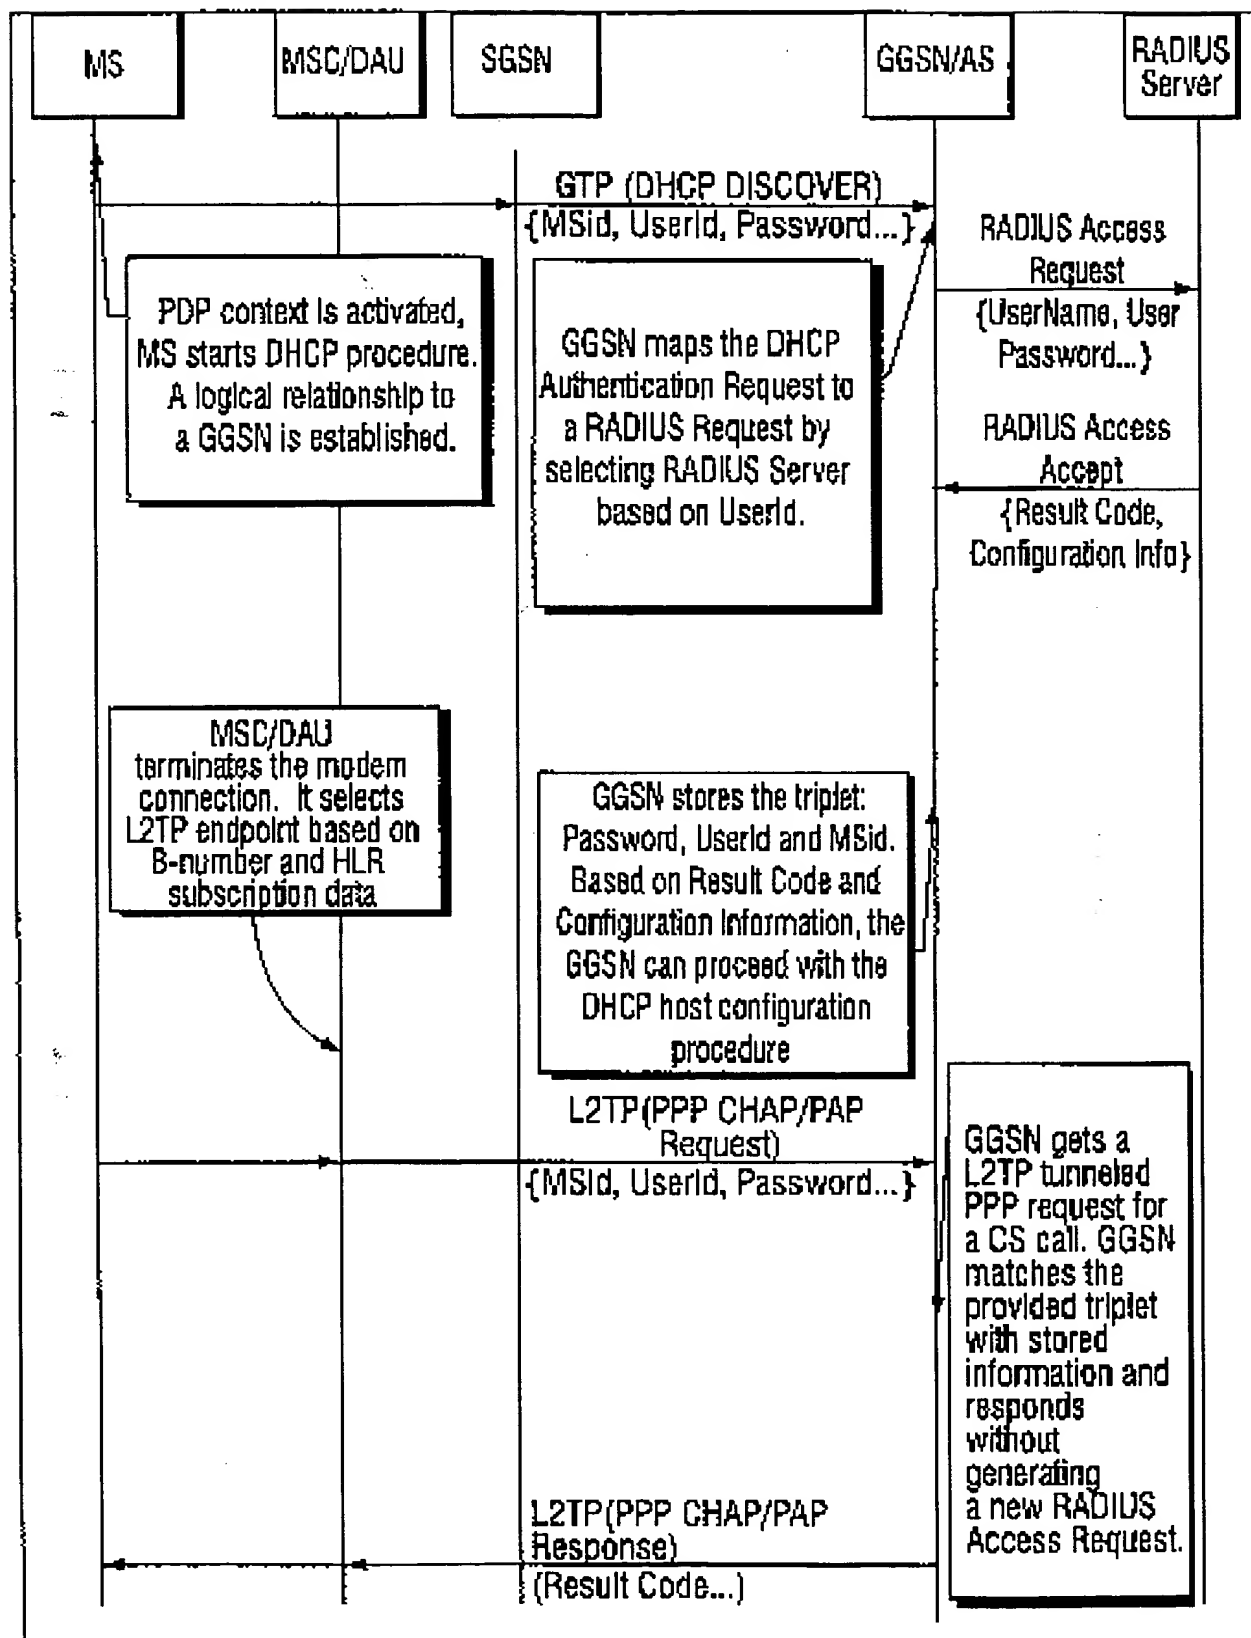 MS
MSC/DAU
SGSN
GGSN/AS
RADIUS
Server
GTP (DHCP DISCOVER)
{MSid, UserId, Password...}
RADIUS Access
Request
{UserName, User
Password...}
PDP context is activated,
MS starts DHCP procedure.
A logical relationship to
a GGSN is established.
GGSN maps the DHCP
Authentication Request to
a RADIUS Request by
selecting RADIUS Server
based on UserId.
RADIUS Access
Accept
{Result Code,
Configuration Info}
MSC/DAU
terminates the modem
connection. It selects
L2TP endpoint based on
B-number and HLR
subscription data
GGSN stores the triplet:
Password, UserId and MSid.
Based on Result Code and
Configuration Information, the
GGSN can proceed with the
DHCP host configuration
procedure
L2TP(PPP CHAP/PAP
Request)
{MSId, UserId, Password...}
GGSN gets a
L2TP tunneled
PPP request for
a CS call. GGSN
matches the
provided triplet
with stored
information and
responds
without
generating
a new RADIUS
Access Request.
L2TP(PPP CHAP/PAP
Response)
(Result Code...)